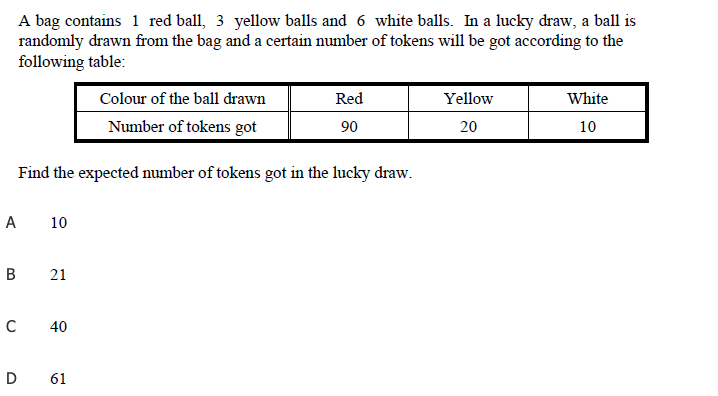 A bag contains 1 red ball, 3 yellow balls and 6 white balls. In a lucky draw, a ball is
randomly drawn from the bag and a certain number of tokens will be got according to the
following table:
Colour of the ball drawn Red Yellow White
Number of tokens got 90 20 10
Find the expected number of tokens got in the lucky draw.
A 10
B 21
C 40
D 61